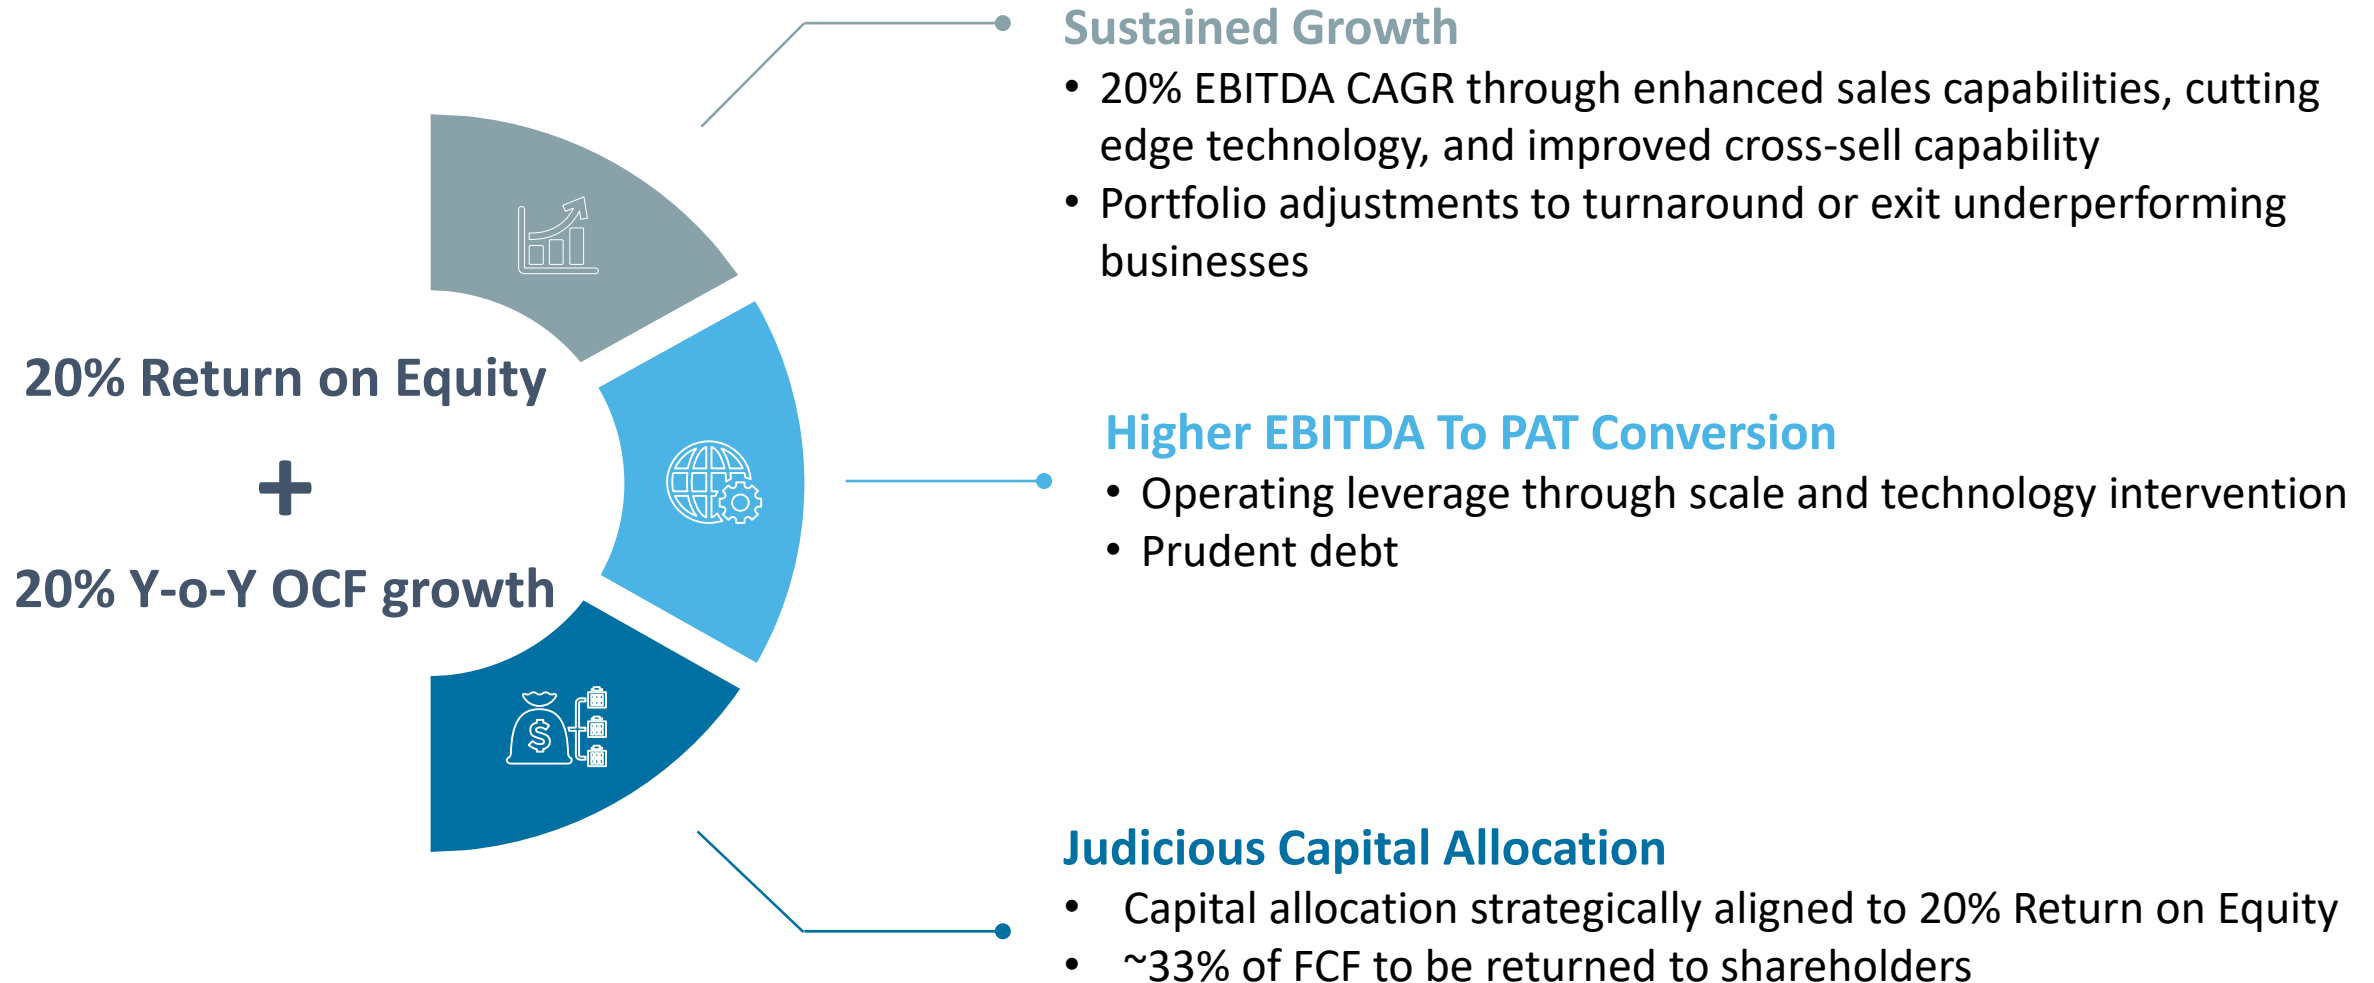 Sustained Growth
• 20% EBITDA CAGR through enhanced sales capabilities, cutting
edge technology, and improved cross-sell capability
• Portfolio adjustments to turnaround or exit underperforming
businesses
20% Return on Equity
+
20% Y-o-Y OCF growth
Higher EBITDA To PAT Conversion
• Operating leverage through scale and technology intervention
• Prudent debt
$
Judicious Capital Allocation
• Capital allocation strategically aligned to 20% Return on Equity
• ~33% of FCF to be returned to shareholders